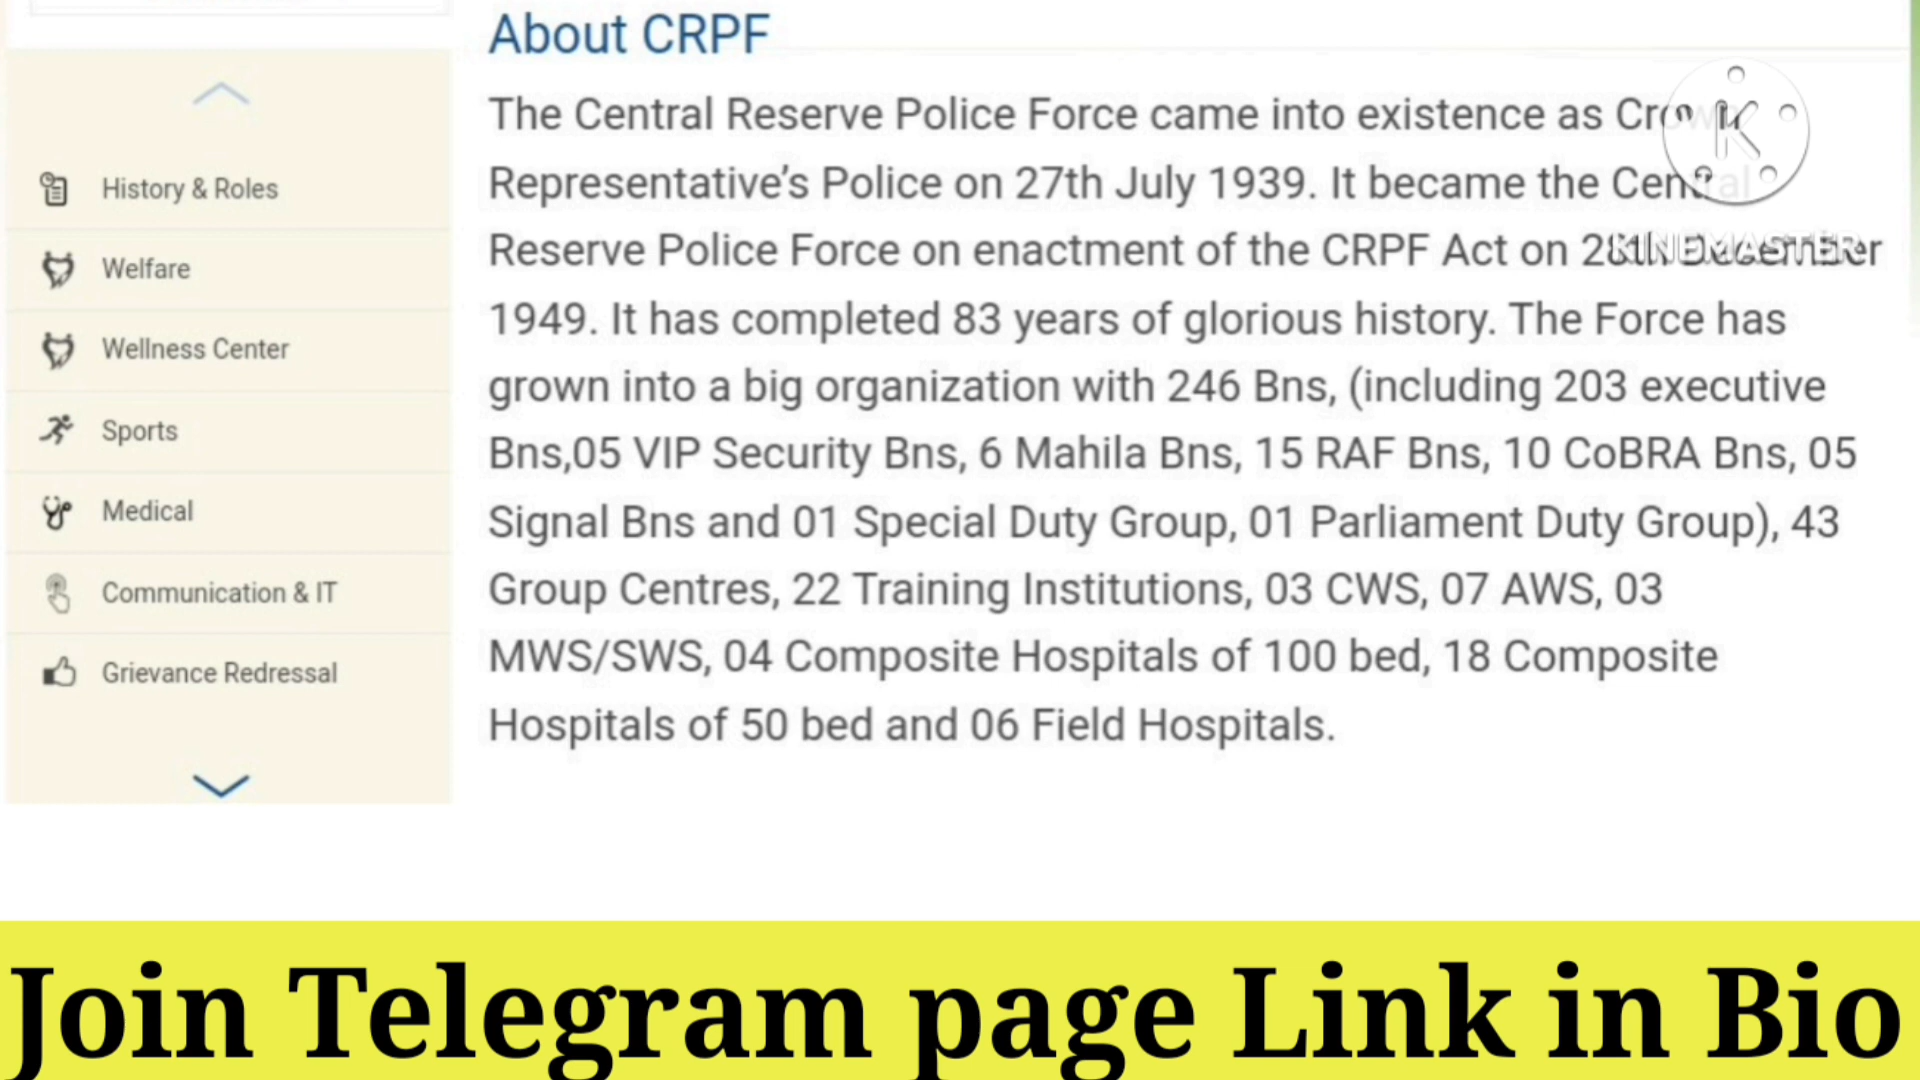 About CRPF
The Central Reserve Police Force came into existence as Crown
Representative’s Police on 27th July 1939. It became the Central
Reserve Police Force on enactment of the CRPF Act on 28th December
1949. It has completed 83 years of glorious history. The Force has
grown into a big organization with 246 Bns, (including 203 executive
Bns,05 VIP Security Bns, 6 Mahila Bns, 15 RAF Bns, 10 CoBRA Bns, 05
Signal Bns and 01 Special Duty Group, 01 Parliament Duty Group), 43
Group Centres, 22 Training Institutions, 03 CWS, 07 AWS, 03
MWS/SWS, 04 Composite Hospitals of 100 bed, 18 Composite
Hospitals of 50 bed and 06 Field Hospitals.
History & Roles
Welfare
Wellness Center
Sports
Medical
Communication & IT
Grievance Redressal
K
KINEMASTER
Join Telegram page Link in Bio